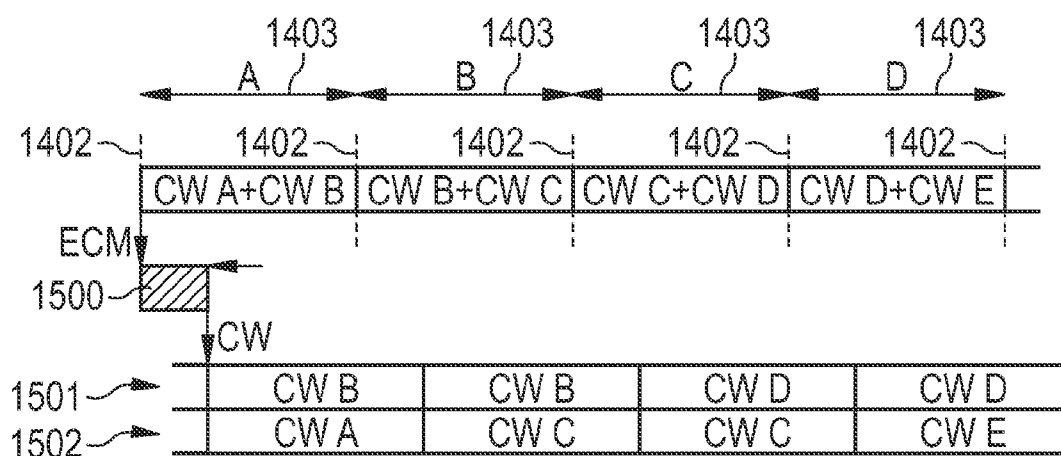 1403 1403 1403 1403
A B C D
1402 1402 1402 1402 1402
CW A+CW B CW B+CW C CW C+CW D CW D+CW E
ECM
1500
CW
1501 CW B CW B CW D CW D
1502 CW A CW C CW C CW E